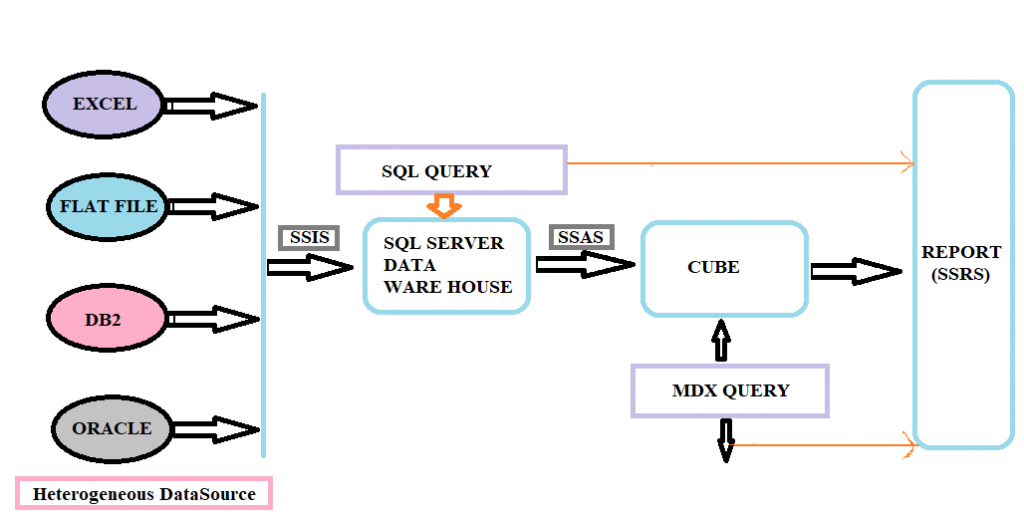 EXCEL
FLAT FILE
DB2
ORACLE
Heterogeneous DataSource
SSIS
SQL QUERY
SQL SERVER
DATA
WARE HOUSE
SSAS
CUBE
MDX QUERY
REPORT
(SSRS)